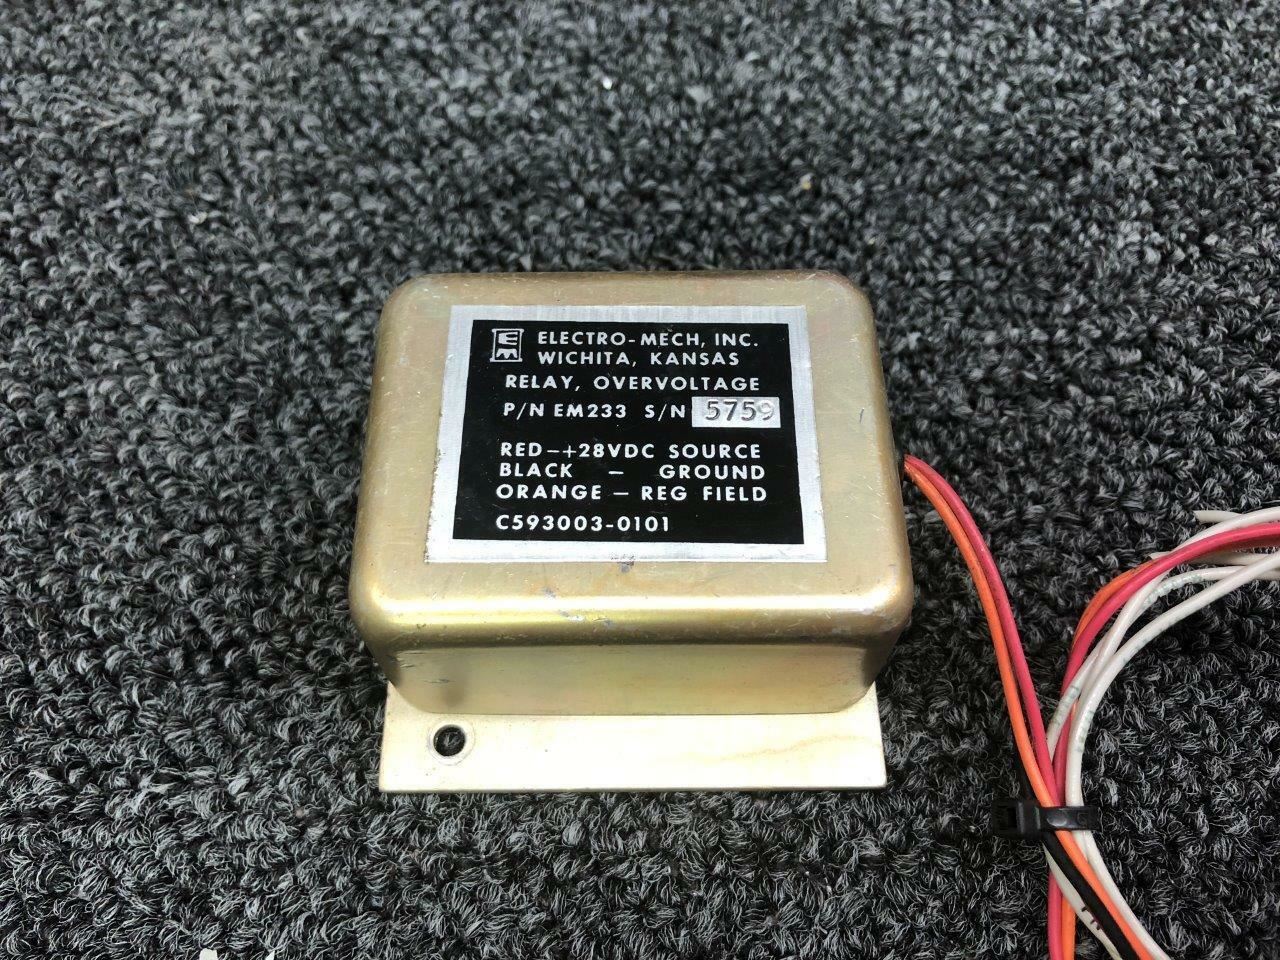 EM ELECTRO-MECH, INC.
WICHITA, KANSAS
RELAY, OVERVOLTAGE
P/N EM233 S/N 5759
RED-+28VDC SOURCE
BLACK - GROUND
ORANGE - REG FIELD
C593003-0101